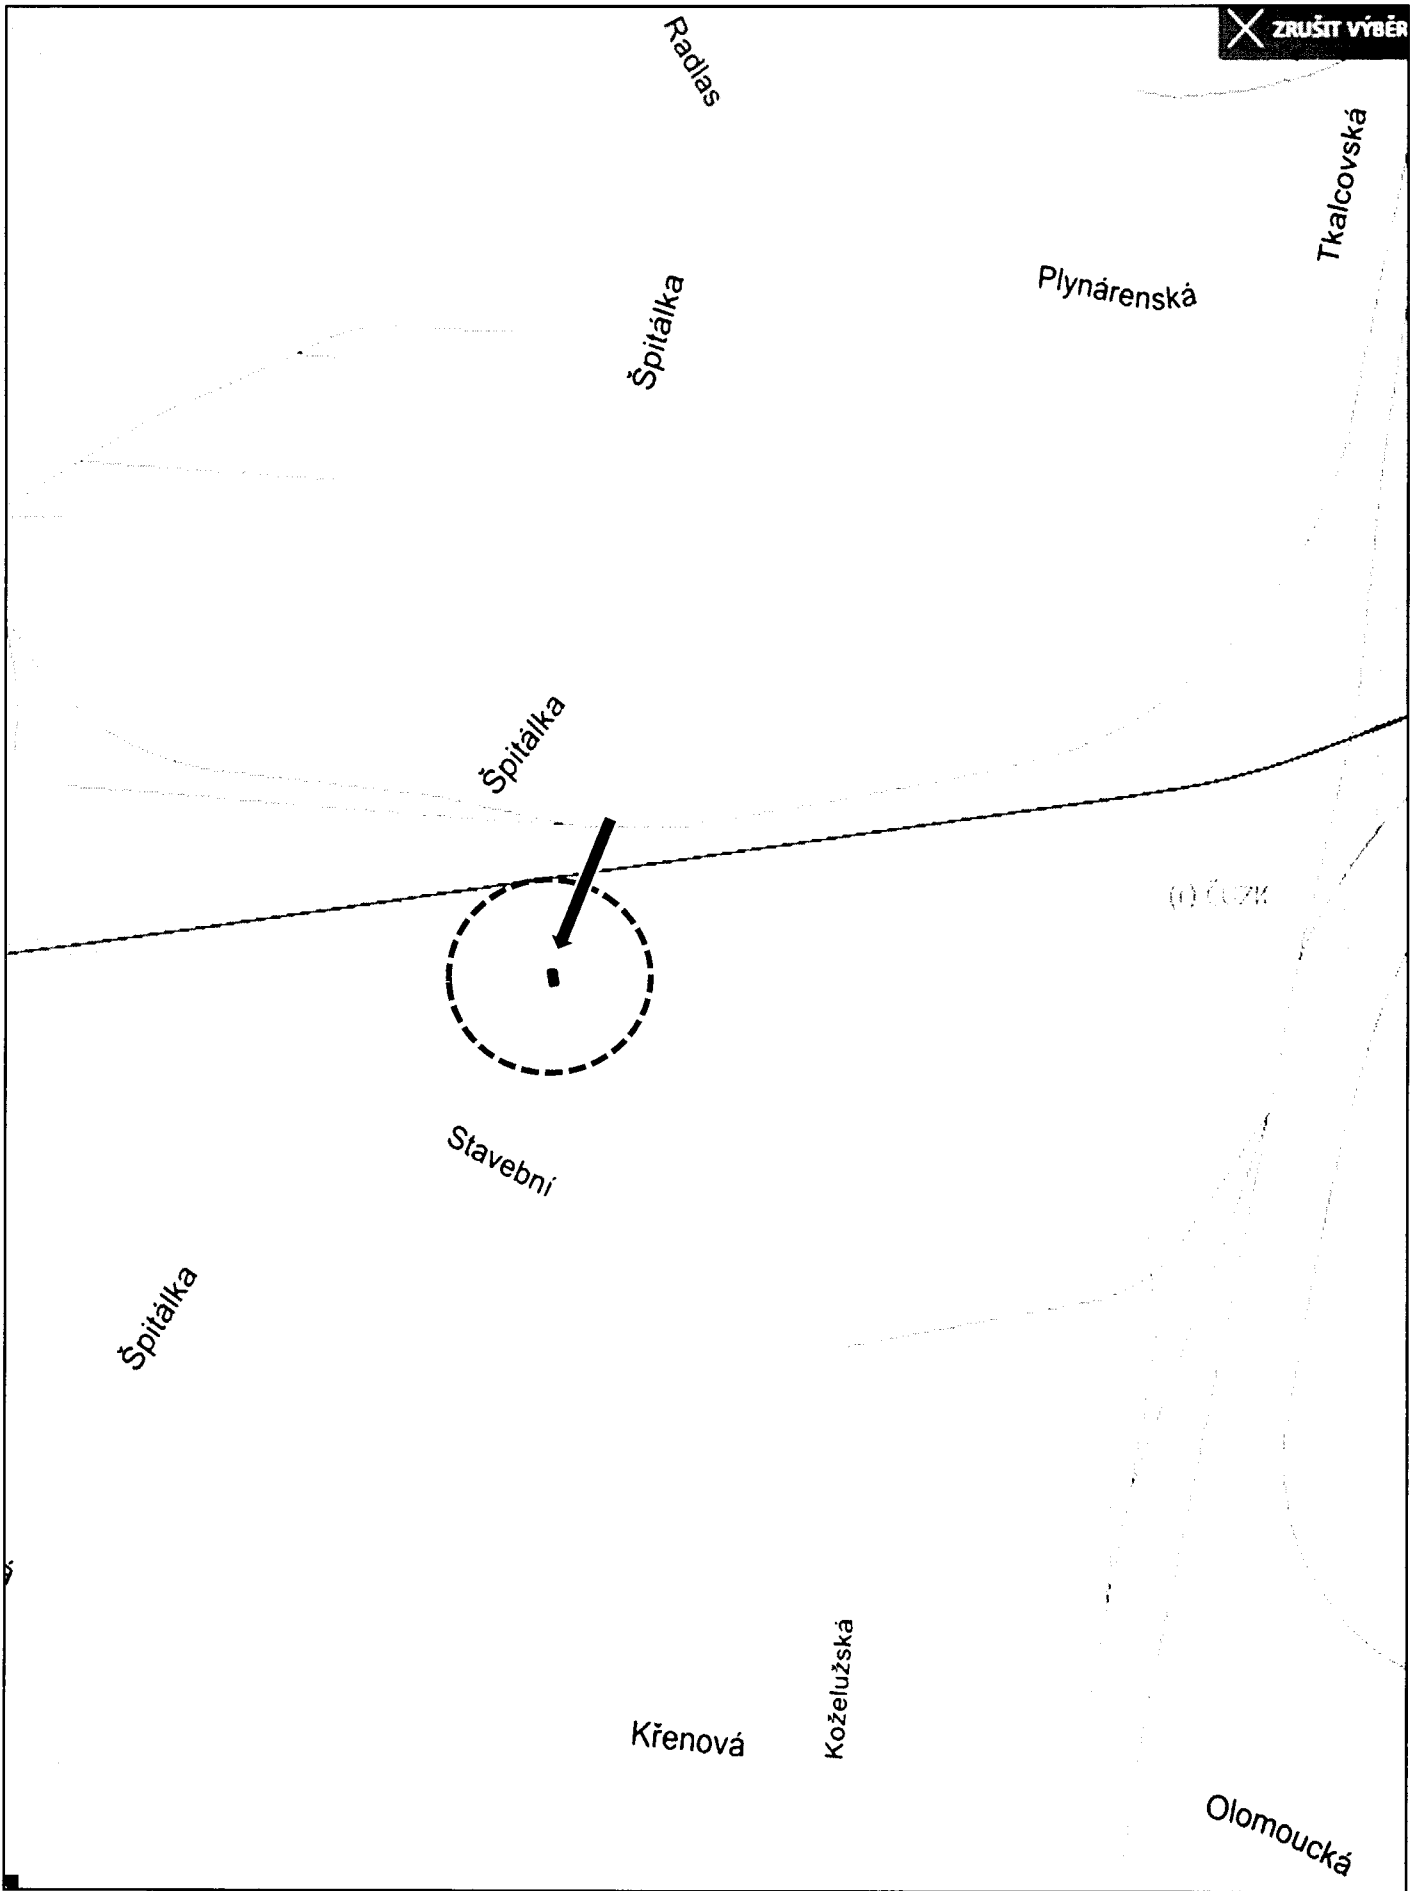 Radlas
ZRUŠIT VÝBĚR
Tkalcovská
Plynárenská
Špitálka
Špitálka
Stavební
Špitálka
Koželužská
Křenová
Olomoucká